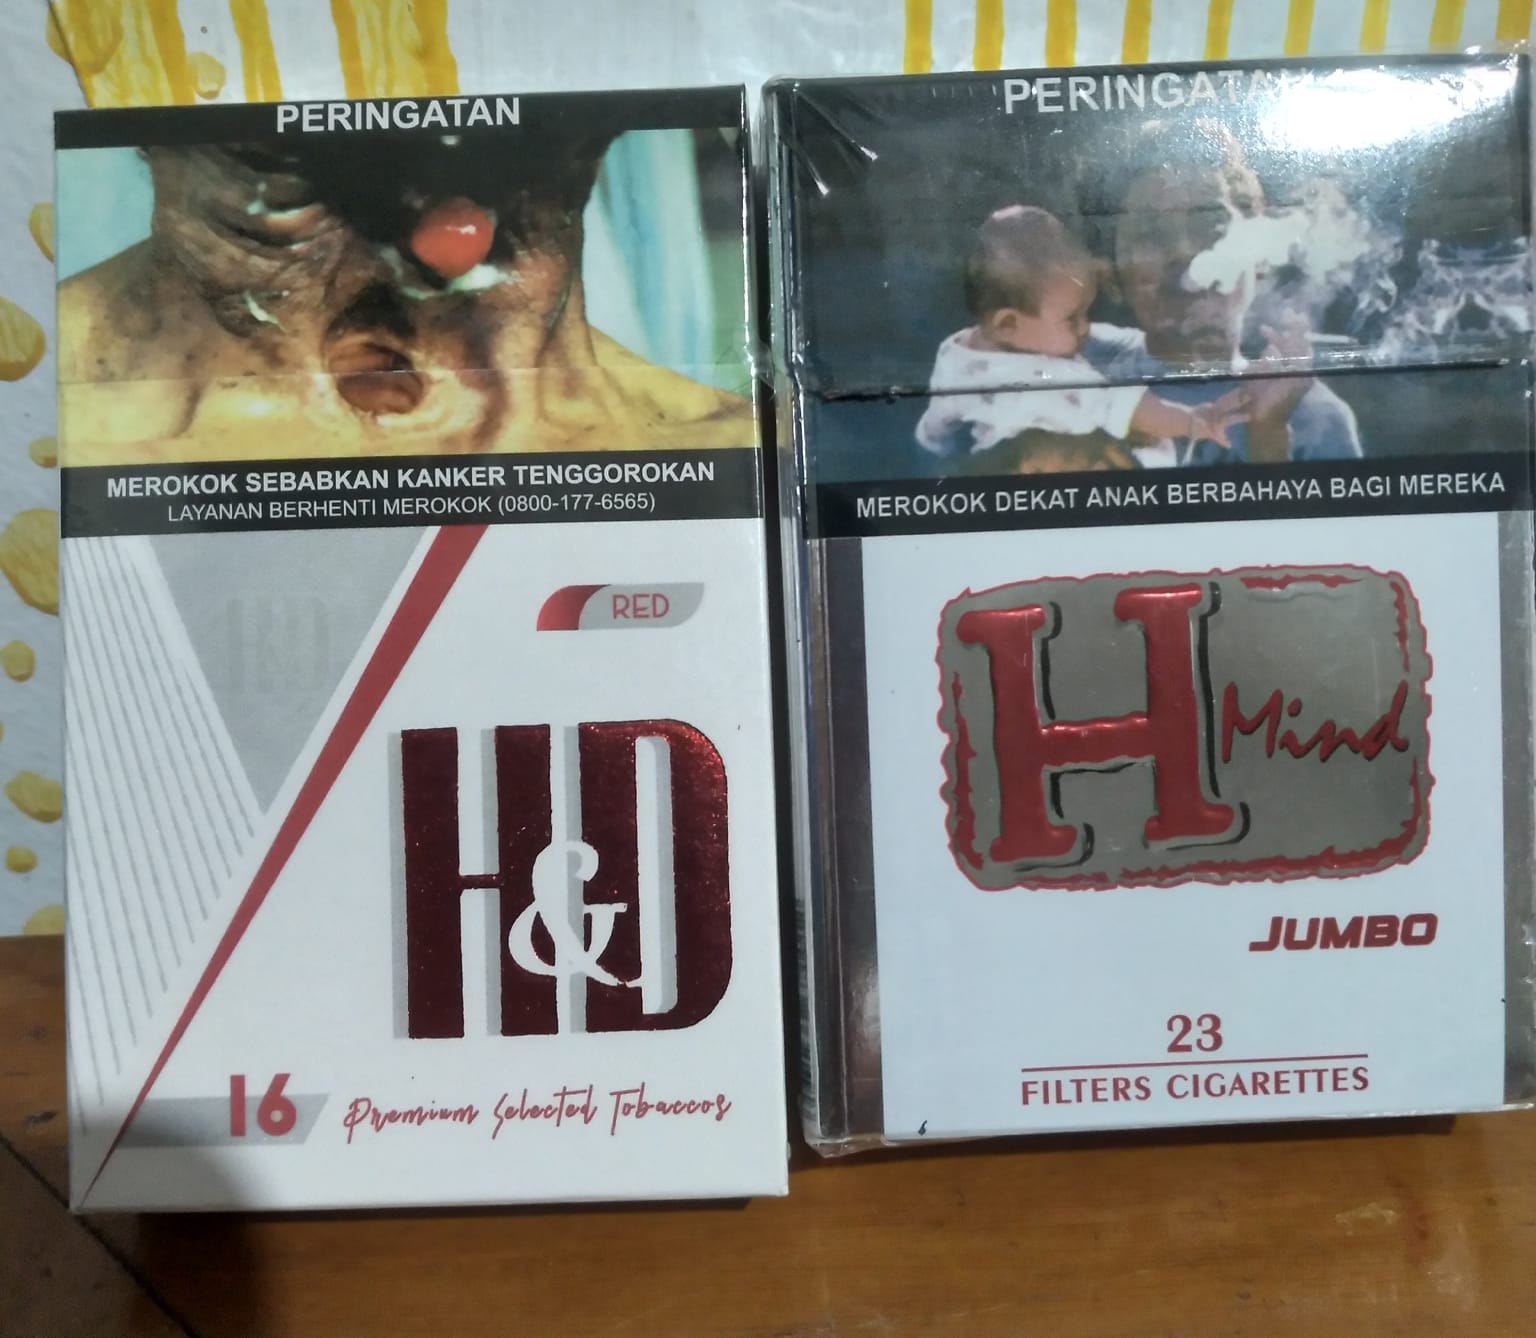 PERINGATAN
MEROKOK SEBABKAN KANKER TENGGOROKAN
LAYANAN BERHENTI MEROKOK (0800-177-6565)
RED
H&D
H&D
16
Premium Selected Tobaccos
PERINGATAN
MEROKOK DEKAT ANAK BERBAHAYA BAGI MEREKA
H Mind
JUMBO
23
FILTERS CIGARETTES